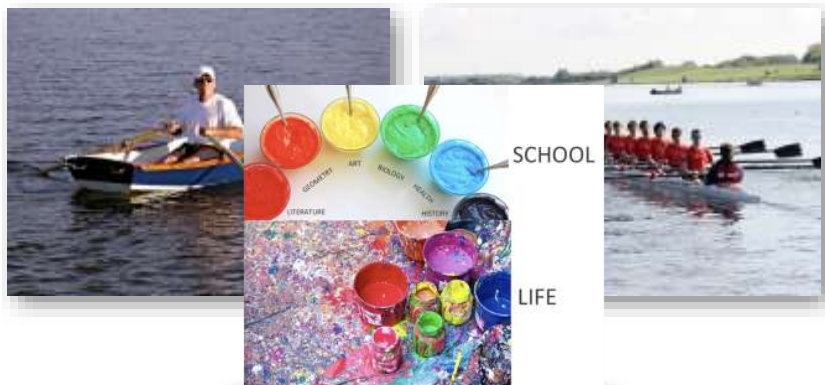 LITERATURE
GEOMETRY
ART
BIOLOGY
HEALTH
HISTORY
SCHOOL
LIFE